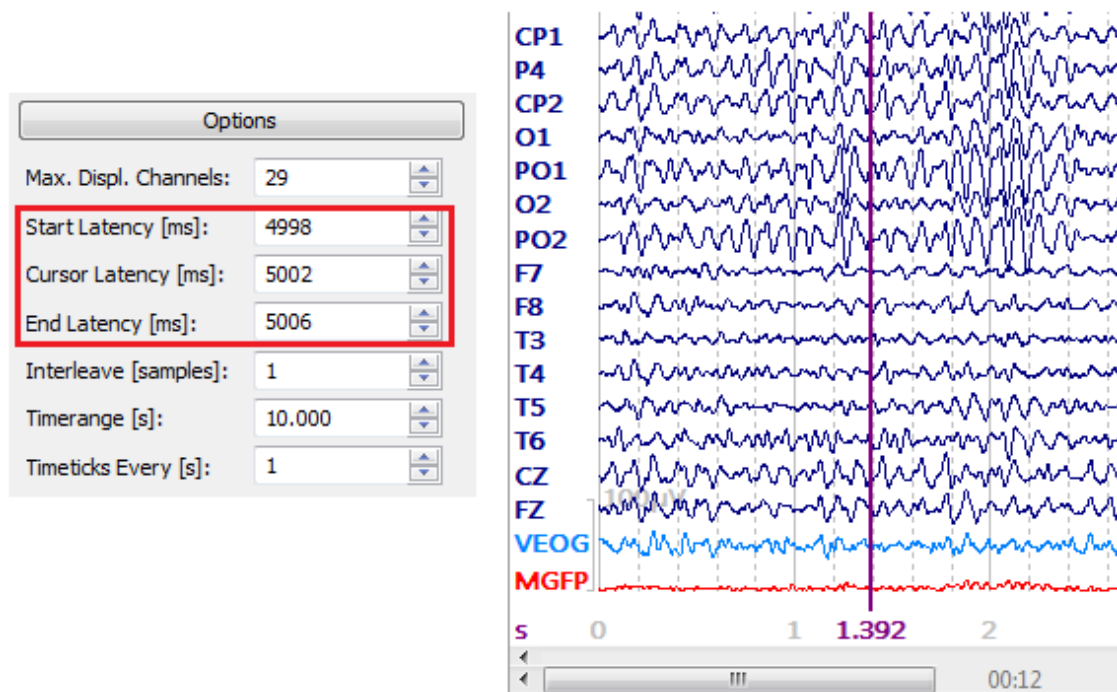 Options
Max. Displ. Channels: 29
Start Latency [ms]: 4998
Cursor Latency [ms]: 5002
End Latency [ms]: 5006
Interleave [samples]: 1
Timerange [s]: 10.000
Timeticks Every [s]: 1
CP1
P4
CP2
O1
PO1
O2
PO2
F7
F8
T3
T4
T5
T6
CZ
100µV
FZ
VEOG
MGFP
s 0 1 1.392 2
00:12